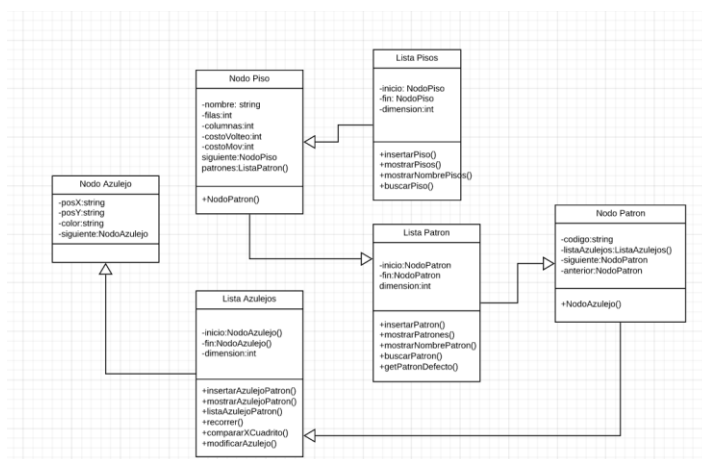 Lista Pisos
-inicio: NodoPiso
-fin: NodoPiso
-dimension:int
+insertarPiso()
+mostrarPisos()
+mostrarNombrePisos()
+buscarPiso()
Nodo Piso
-nombre: string
-filas:int
-columnas:int
-costoVolteo:int
-costoMov:int
siguiente:NodoPiso
patrones:ListaPatron()
+NodoPatron()
Nodo Azulejo
-posX:string
-posY:string
-color:string
-siguiente:NodoAzulejo
Lista Patron
-inicio:NodoPatron
-fin:NodoPatron
dimension:int
+insertarPatron()
+mostrarPatrones()
+mostrarNombrePatron()
+buscarPatron()
+getPatronDefecto()
Nodo Patron
-codigo:string
-listaAzulejos:ListaAzulejos()
-siguiente:NodoPatron
-anterior:NodoPatron
+NodoAzulejo()
Lista Azulejos
-inicio:NodoAzulejo()
-fin:NodoAzulejo()
-dimension:int
+insertarAzulejoPatron()
+mostrarAzulejoPatron()
+listaAzulejoPatron()
+recorrer()
+compararXCuadrito()
+modificarAzulejo()